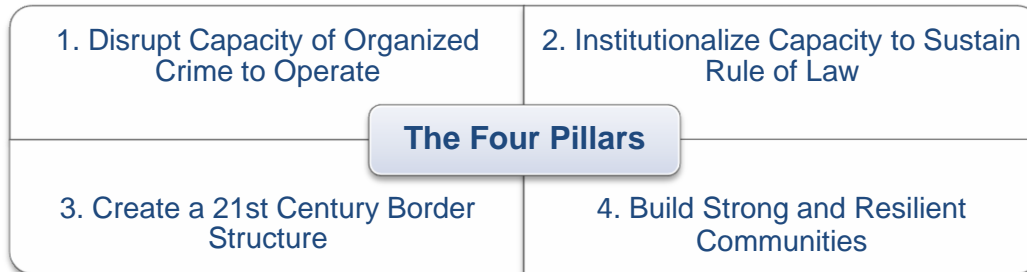 1. Disrupt Capacity of Organized
Crime to Operate
2. Institutionalize Capacity to Sustain
Rule of Law
The Four Pillars
3. Create a 21st Century Border
Structure
4. Build Strong and Resilient
Communities